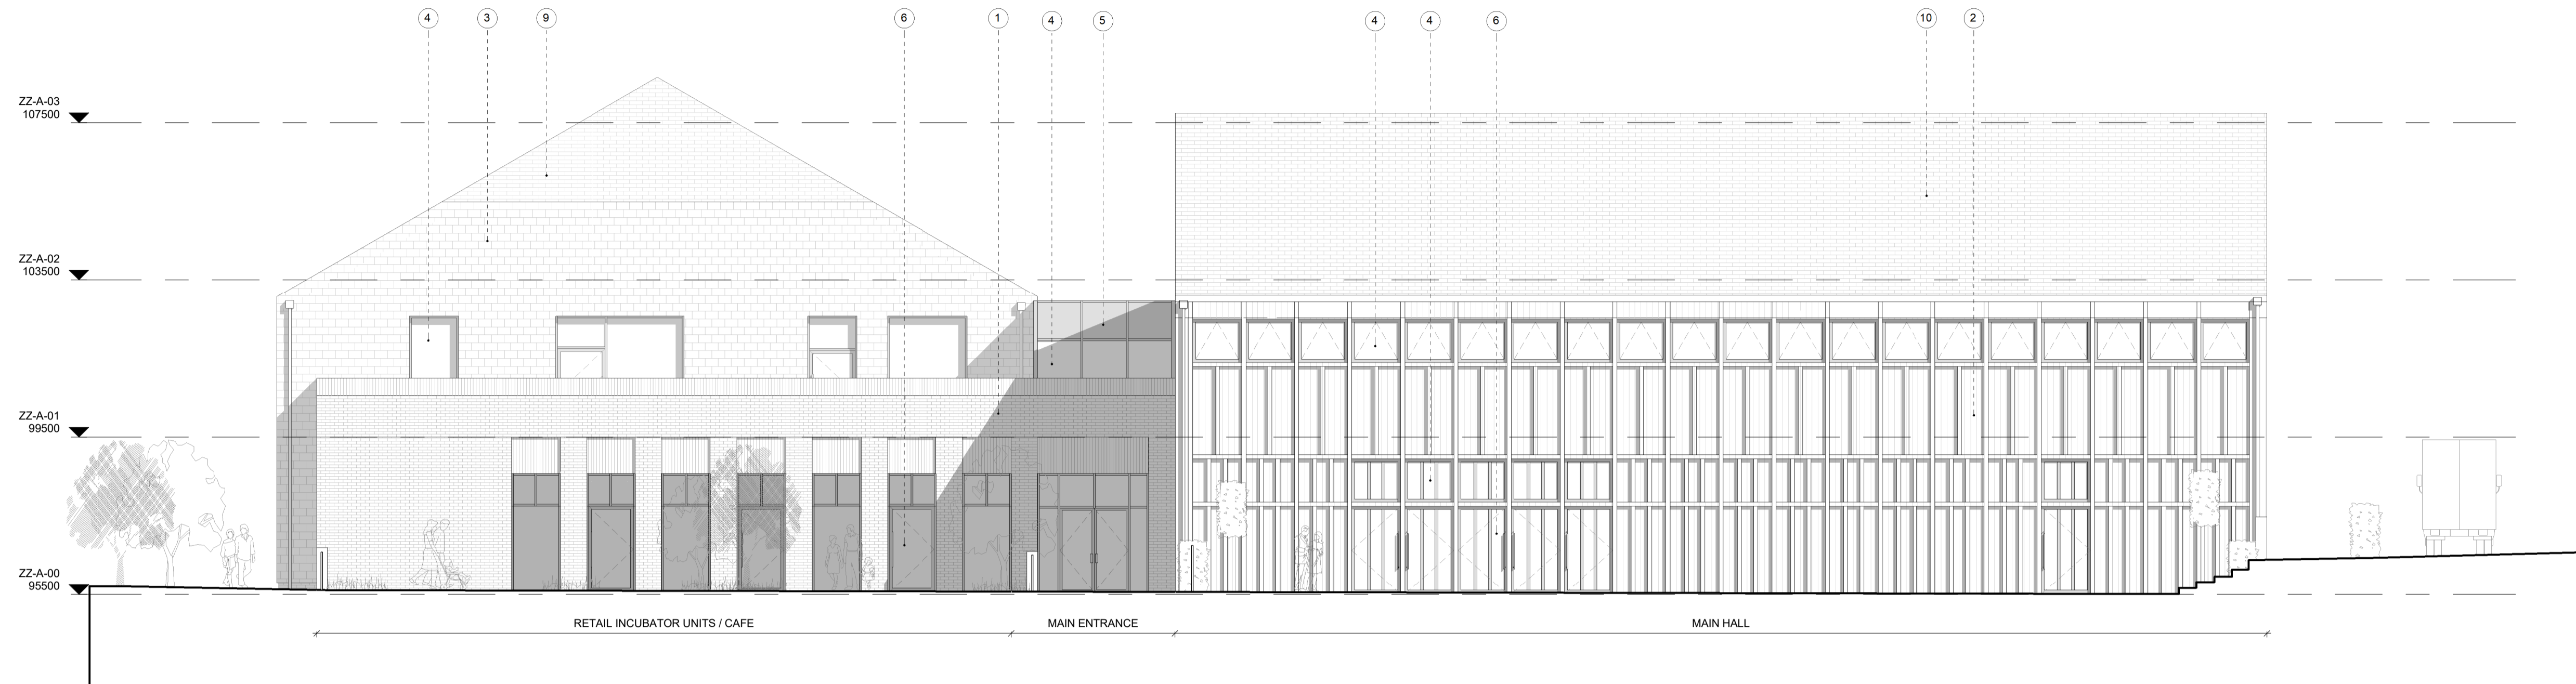 4
3
9
6
1
4
5
4
4
6
10
2
ZZ-A-03
107500
ZZ-A-02
103500
ZZ-A-01
99500
ZZ-A-00
95500
RETAIL INCUBATOR UNITS / CAFE
MAIN ENTRANCE
MAIN HALL